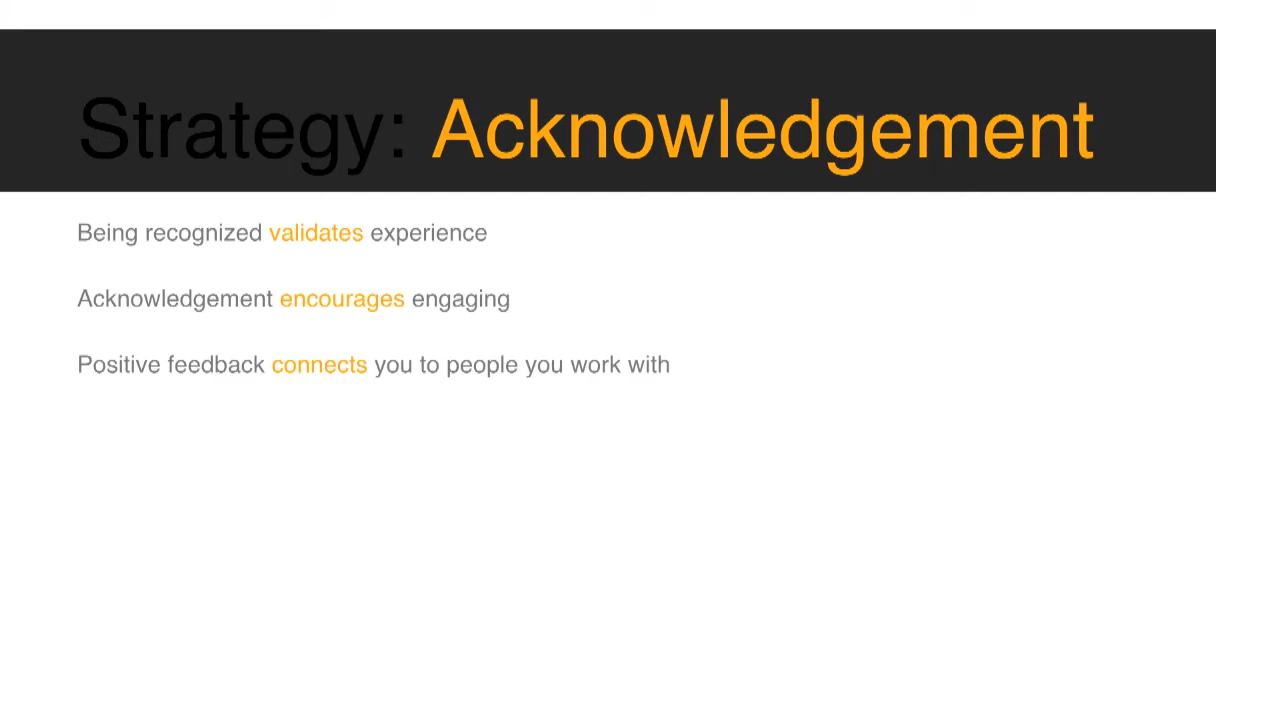 Strategy: Acknowledgement
Being recognized validates experience
Acknowledgement encourages engaging
Positive feedback connects you to people you work with